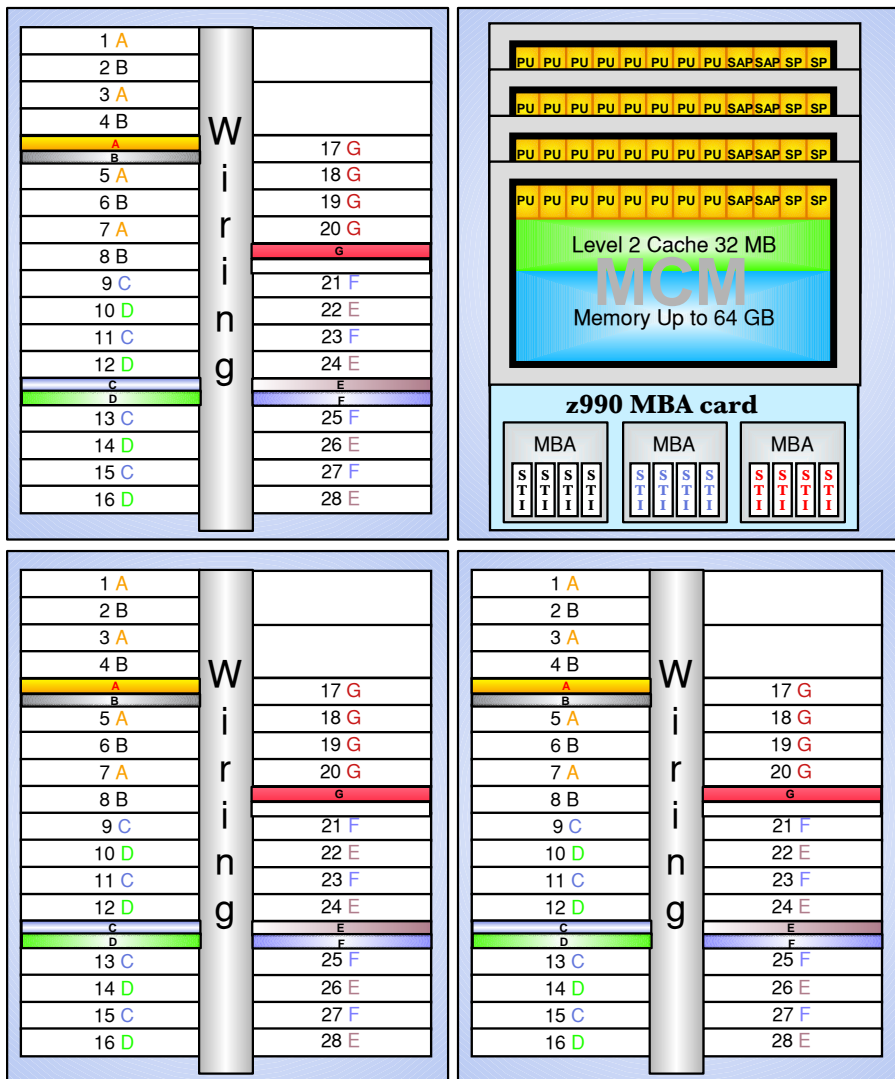 1 A
2 B
3 A
4 B
A
B
5 A
6 B
7 A
8 B
9 C
10 D
11 C
12 D
C
D
13 C
14 D
15 C
16 D
Wiring
17 G
18 G
19 G
20 G
G
21 F
22 E
23 F
24 E
E
F
25 F
26 E
27 F
28 E
PU PU PU PU PU PU PU PU SAP SAP SP SP
PU PU PU PU PU PU PU PU SAP SAP SP SP
PU PU PU PU PU PU PU PU SAP SAP SP SP
PU PU PU PU PU PU PU PU SAP SAP SP SP
Level 2 Cache 32 MB
MCM
Memory Up to 64 GB
z990 MBA card
MBA MBA MBA
STI STI STI STI STI STI STI STI STI STI STI STI
1 A
2 B
3 A
4 B
A
B
5 A
6 B
7 A
8 B
9 C
10 D
11 C
12 D
C
D
13 C
14 D
15 C
16 D
Wiring
17 G
18 G
19 G
20 G
G
21 F
22 E
23 F
24 E
E
F
25 F
26 E
27 F
28 E
1 A
2 B
3 A
4 B
A
B
5 A
6 B
7 A
8 B
9 C
10 D
11 C
12 D
C
D
13 C
14 D
15 C
16 D
Wiring
17 G
18 G
19 G
20 G
G
21 F
22 E
23 F
24 E
E
F
25 F
26 E
27 F
28 E